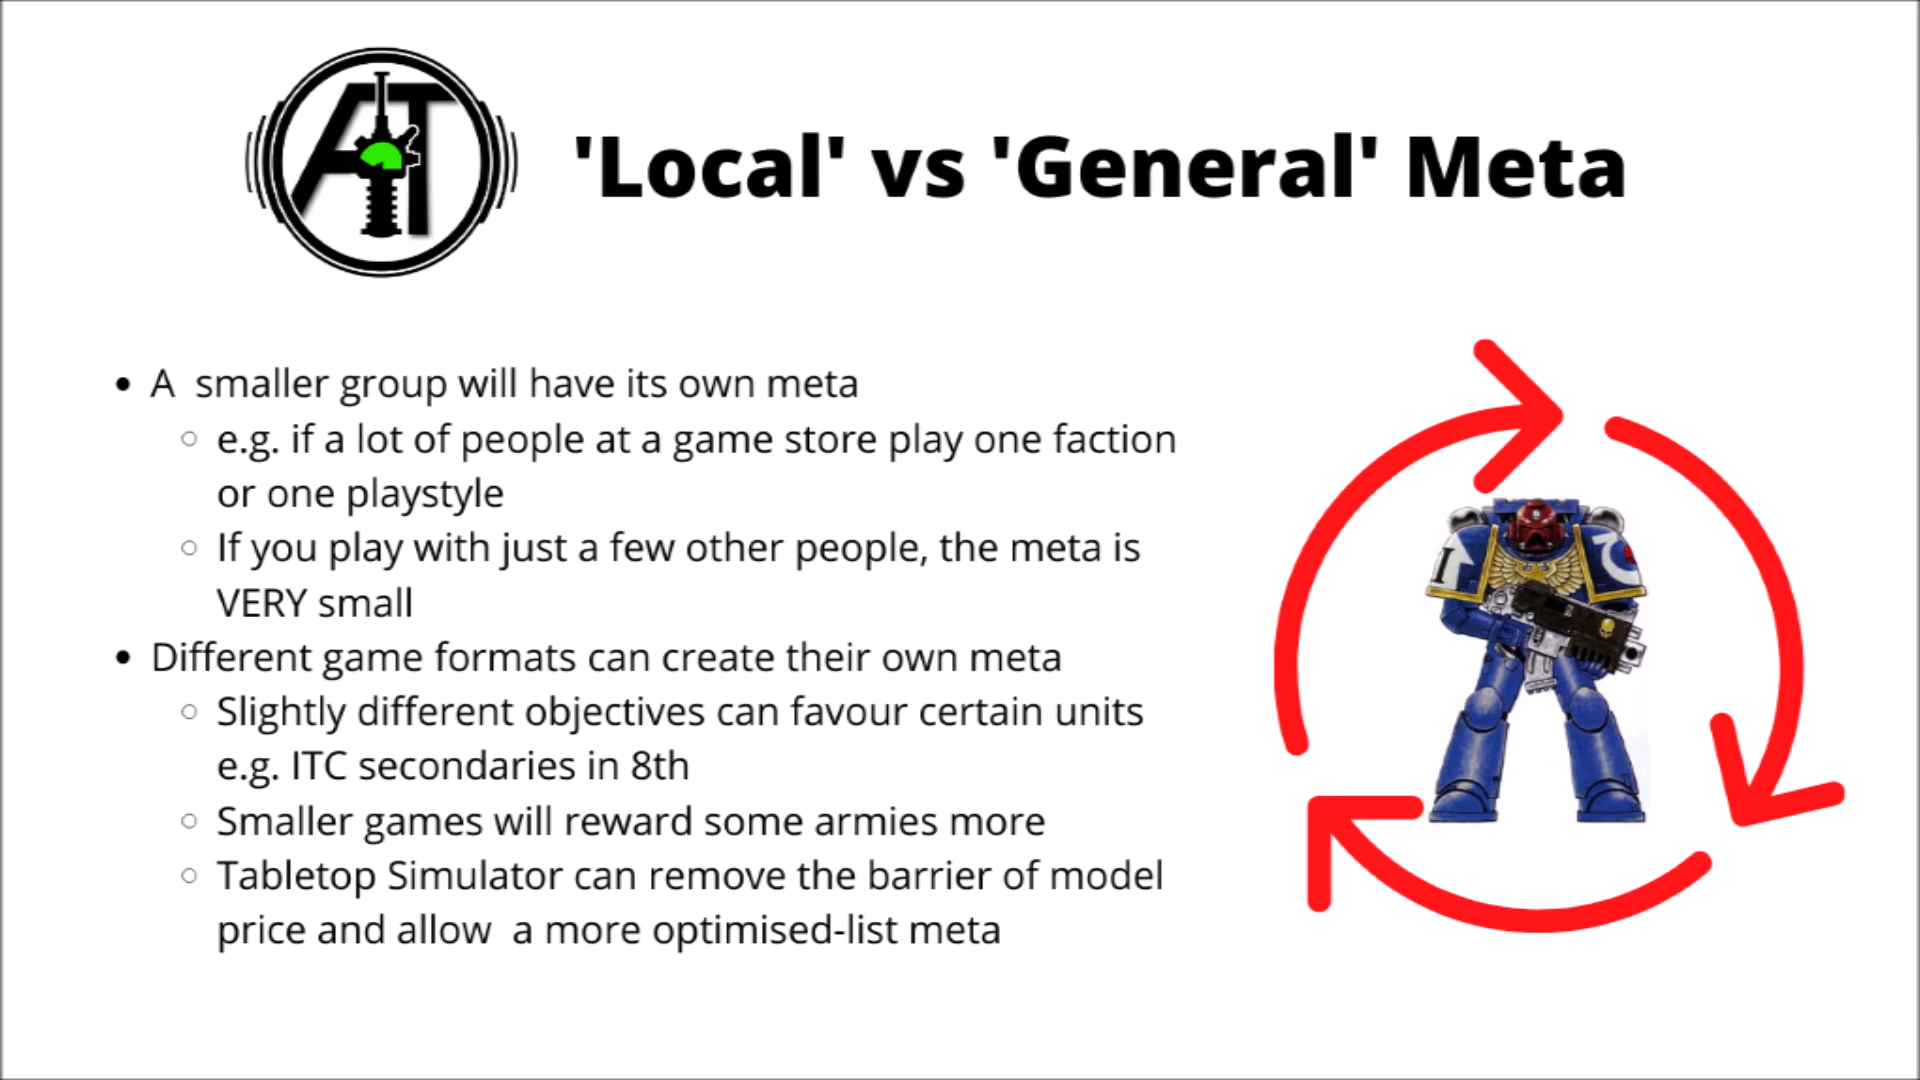 AT
'Local' vs 'General' Meta
• A  smaller group will have its own meta
○ e.g. if a lot of people at a game store play one faction
or one playstyle
○ If you play with just a few other people, the meta is
VERY small
• Different game formats can create their own meta
○ Slightly different objectives can favour certain units
e.g. ITC secondaries in 8th
○ Smaller games will reward some armies more
○ Tabletop Simulator can remove the barrier of model
price and allow  a more optimised-list meta
I